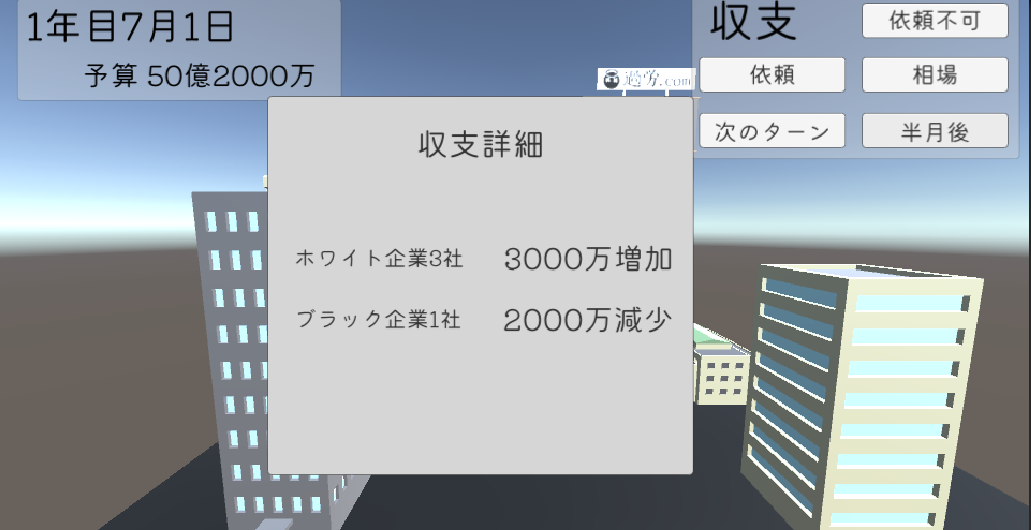 1年目7月1日
予算 50億2000万
収支
依頼不可
依頼
相場
次のターン
半月後
過労.com
収支詳細
ホワイト企業3社 3000万増加
ブラック企業1社 2000万減少